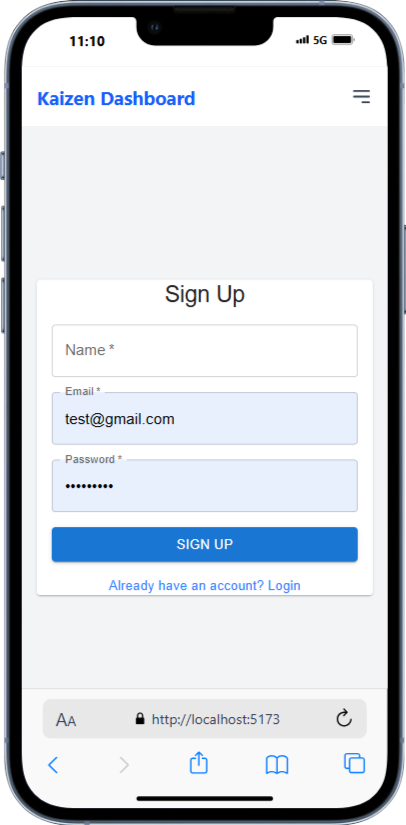 11:10 5G
Kaizen Dashboard
Sign Up
Name *
Email *
test@gmail.com
Password *
•••••••••
SIGN UP
Already have an account? Login
AA http://localhost:5173